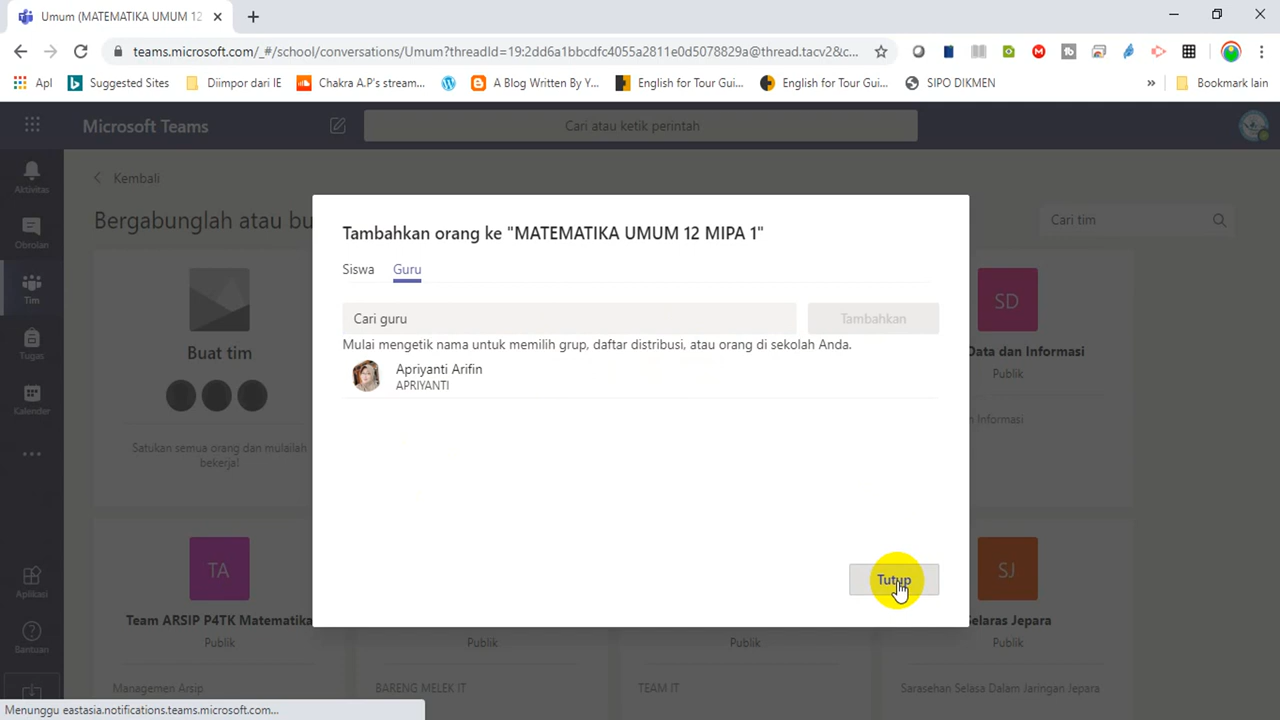 Umum (MATEMATIKA UMUM 12
teams.microsoft.com/_#/school/conversations/Umum?threadId=19:2dd6a1bbcdfc4055a2811e0d5078829a@thread.tacv2&c...
Apl
Suggested Sites
Diimpor dari IE
Chakra A.P's stream...
A Blog Written By Y...
English for Tour Gui...
English for Tour Gui...
SIPO DIKMEN
»
Bookmark lain
Microsoft Teams
Cari atau ketik perintah
Aktivitas
Obrolan
Tim
Tugas
Kalender
Aplikasi
Bantuan
Kembali
Bergabunglah atau bu
Cari tim
Buat tim
Satukan semua orang dan mulailah
bekerja?
SD
Data dan Informasi
Publik
Informasi
Tambahkan orang ke "MATEMATIKA UMUM 12 MIPA 1"
Siswa Guru
Cari guru
Tambahkan
Mulai mengetik nama untuk memilih grup, daftar distribusi, atau orang di sekolah Anda.
Apriyanti Arifin
APRIYANTI
Tutup
TA
Team ARSIP P4TK Matematika
Publik
Managemen Arsip.
Publik
BARENG MELEK IT
Publik
TEAM IT
SJ
Selaras Jepara
Publik
Sarasehan Selasa Dalam Jaringan Jepara
Menunggu eastasia.notifications.teams.microsoft.com...